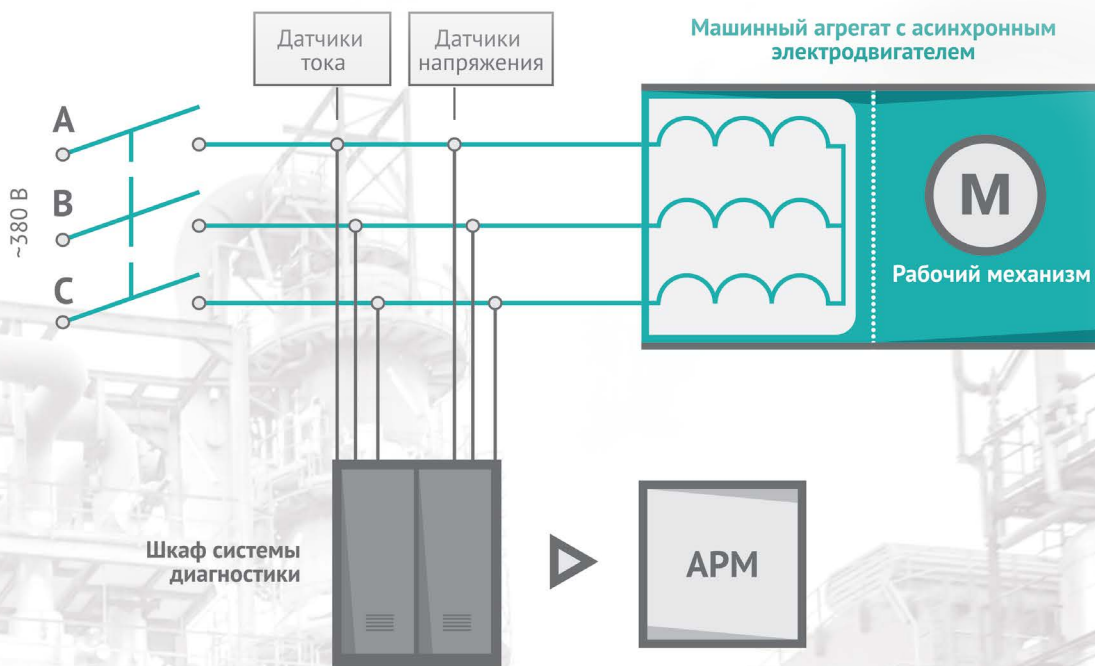 Датчики
тока
Датчики
напряжения
Машинный агрегат с асинхронным
электродвигателем
A
B
C
~380 В
M
Рабочий механизм
Шкаф системы
диагностики
АРМ